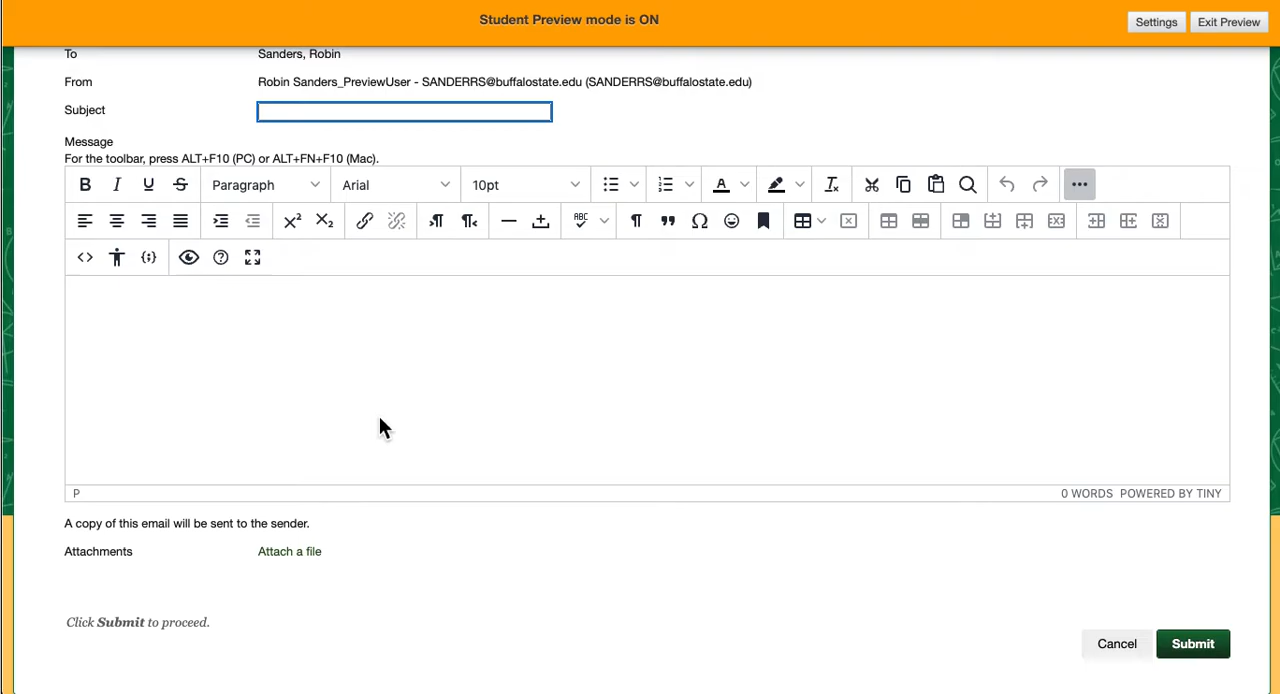 Student Preview mode is ON
Settings
Exit Preview
To Sanders, Robin
From Robin Sanders_PreviewUser - SANDERRS@buffalostate.edu (SANDERRS@buffalostate.edu)
Subject
Message
For the toolbar, press ALT+F10 (PC) or ALT+FN+F10 (Mac).
B I U S Paragraph Arial 10pt A
ABC
P 0 WORDS POWERED BY TINY
A copy of this email will be sent to the sender.
Attachments Attach a file
Click Submit to proceed.
Cancel Submit